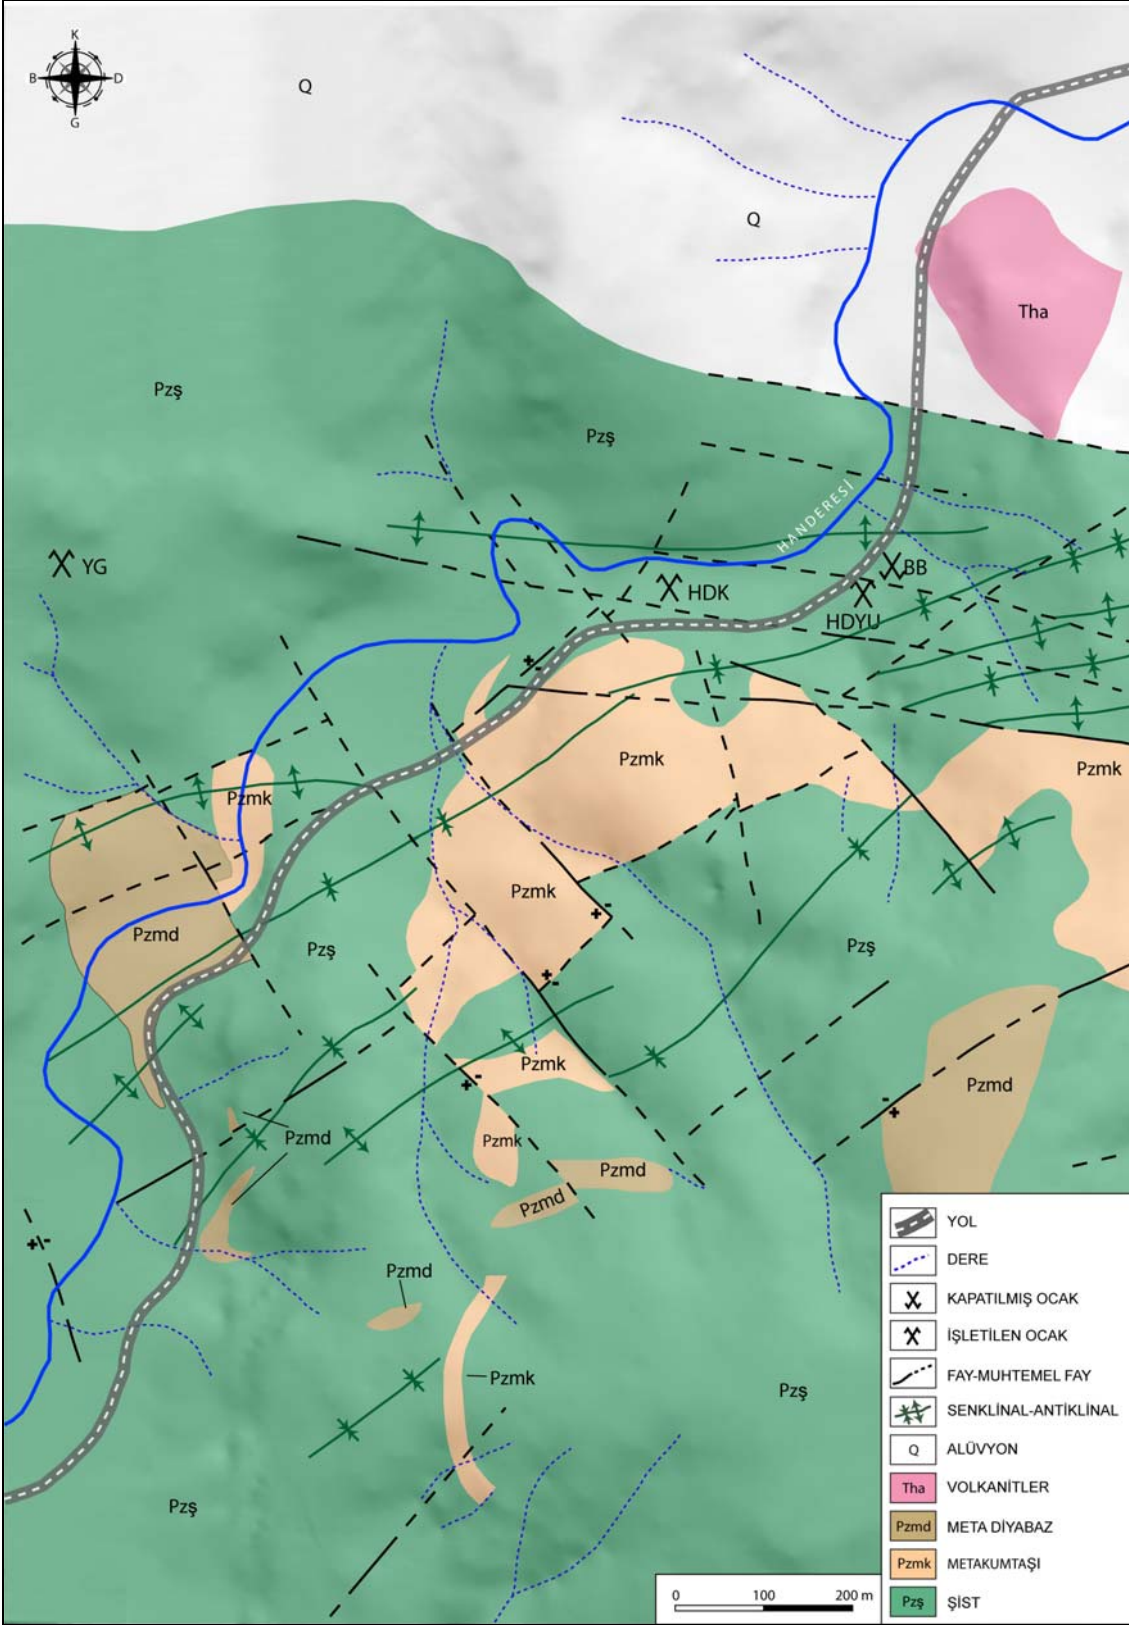 K
B
D
G
Q
Q
Tha
Pzş
Pzş
HANDERESİ
YG
BB
HDK
HDYU
Pzmk
Pzmk
Pzmk
Pzmk
Pzmd
Pzş
Pzş
Pzmk
Pzmd
Pzmd
Pzmk
Pzmd
Pzmd
Pzmd
Pzmk
Pzş
Pzş
YOL
DERE
KAPATILMIŞ OCAK
İŞLETİLEN OCAK
FAY-MUHTEMEL FAY
SENKLİNAL-ANTİKLİNAL
Q ALÜVYON
Tha VOLKANİTLER
Pzmd META DİYABAZ
Pzmk METAKUMTAŞI
Pzş ŞİST
0 100 200 m